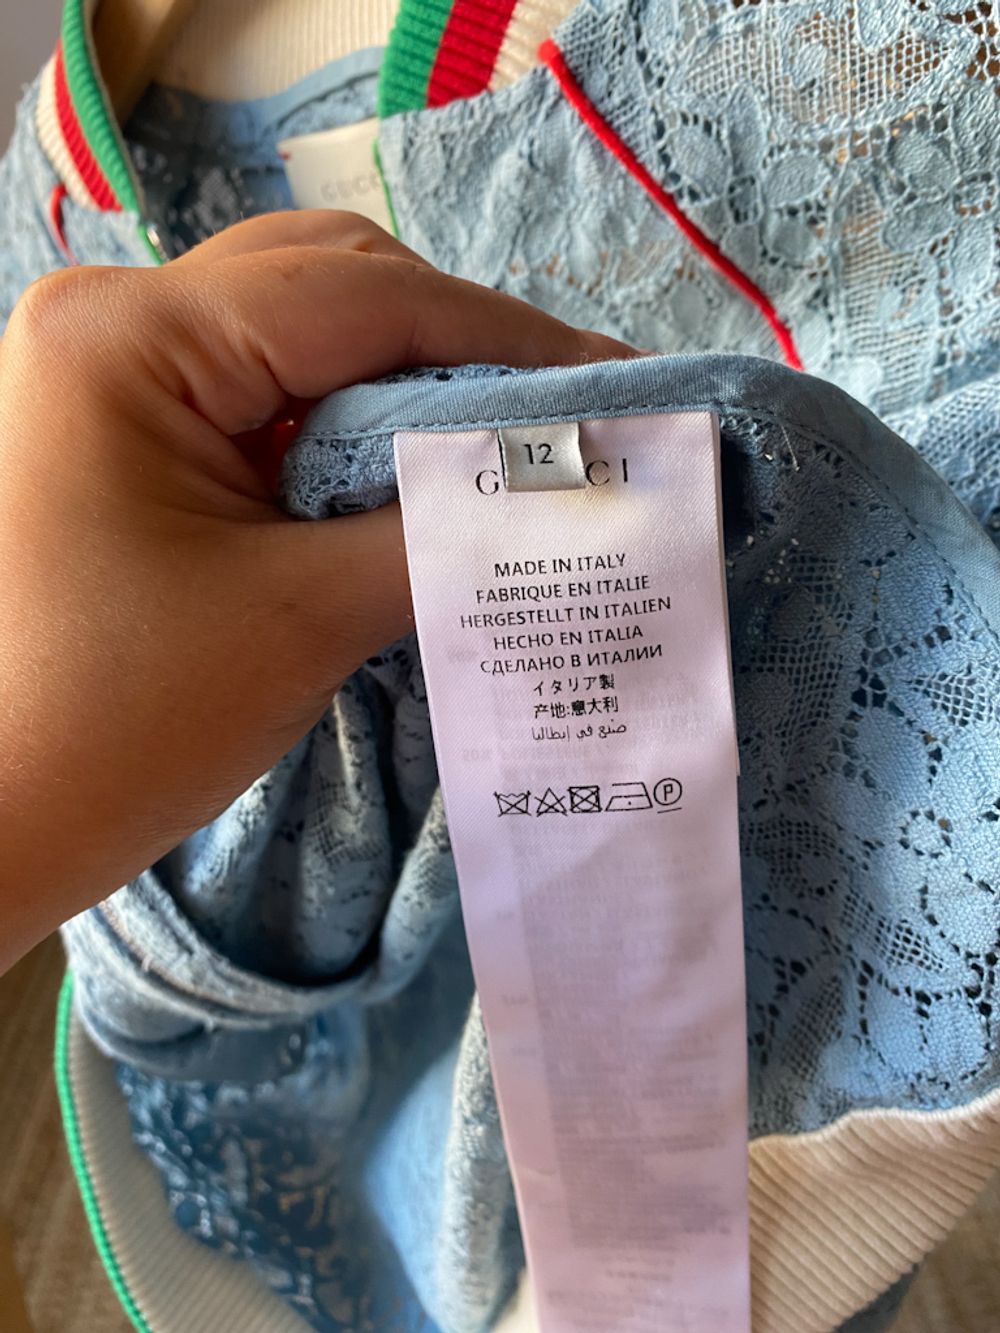 GUCCI
12
G CI
MADE IN ITALY
FABRIQUE EN ITALIE
HERGESTELLT IN ITALIEN
HECHO EN ITALIA
СДЕЛАНО В ИТАЛИИ
イタリア製
产地:意大利
صنع في إيطاليا
P